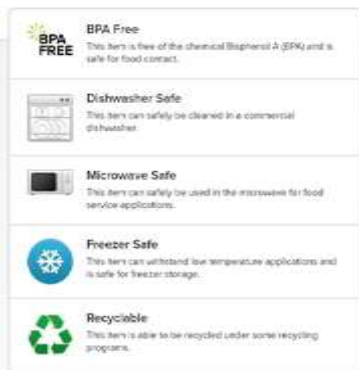 BPA
FREE
BPA Free
This item is free of the chemical Bisphenol A (BPA) and is
safe for food contact.
Dishwasher Safe
This item can safely be cleaned in a commercial
dishwasher.
Microwave Safe
This item can safely be used in the microwave for food
service applications.
Freezer Safe
This item can withstand low temperature applications and
is safe for freezer storage.
Recyclable
This item is able to be recycled under some recycling
programs.